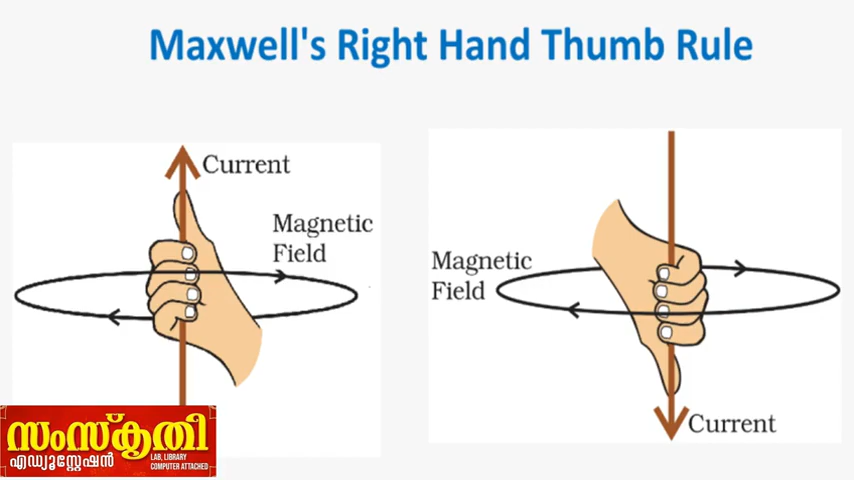 Maxwell's Right Hand Thumb Rule
Current
Magnetic
Field
Magnetic
Field
Current
സംസ്കൃതി
എഡ്യൂസ്റ്റേഷൻ
LAB, LIBRARY
COMPUTER ATTACHED